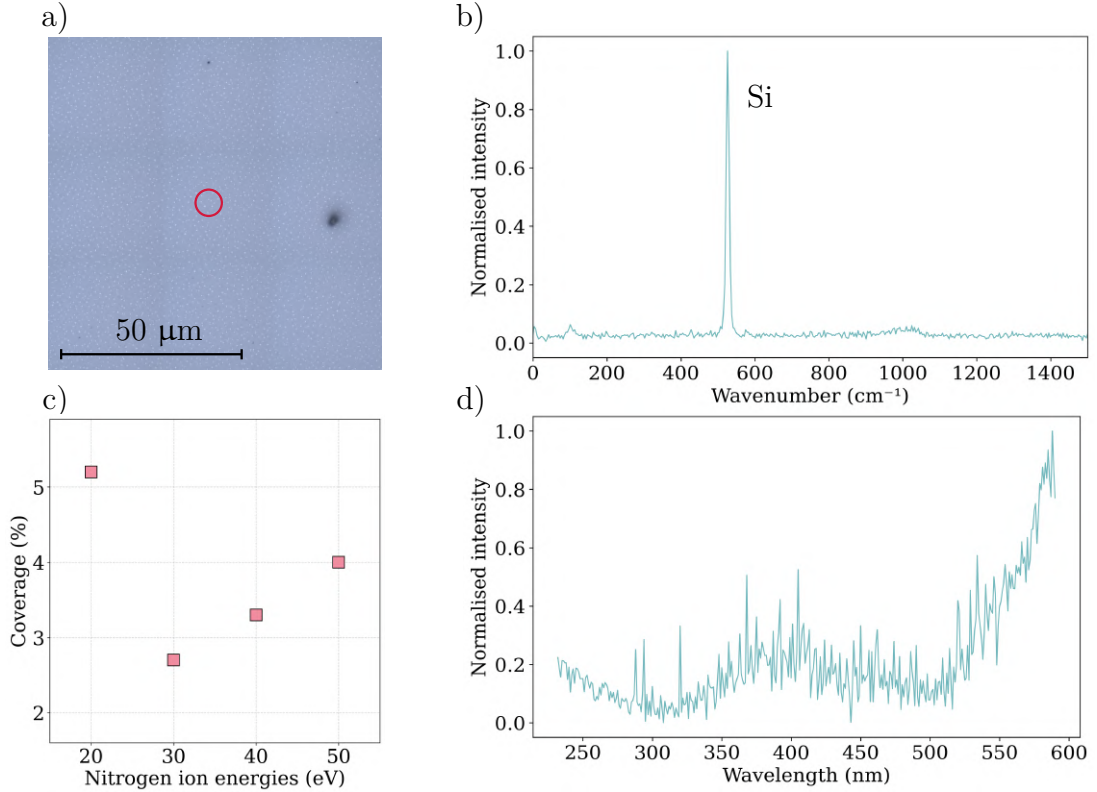 a)
50 μm
b)
Normalised intensity
1.0
0.8
0.6
0.4
0.2
0.0
Si
0 200 400 600 800 1000 1200 1400
Wavenumber (cm⁻¹)
c)
Coverage (%)
5
4
3
2
20 30 40 50
Nitrogen ion energies (eV)
d)
Normalised intensity
1.0
0.8
0.6
0.4
0.2
0.0
250 300 350 400 450 500 550 600
Wavelength (nm)